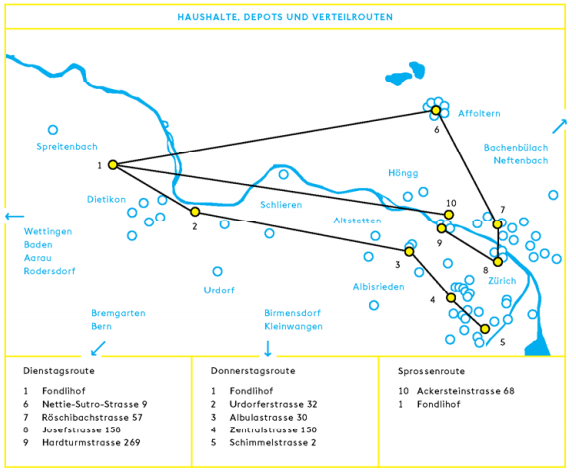 HAUSHALTE, DEPOTS UND VERTEILROUTEN
Affoltern
6
Bachenbülach
Neftenbach
Spreitenbach
1
Höngg
Dietikon
Schlieren
10
7
Altstetten
2
9
Wettingen
Baden
Aarau
Rodersdorf
3
8
Zürich
Urdorf
Albisrieden
4
Bremgarten
Bern
Birmensdorf
Kleinwangen
5
Dienstagsroute
1 Fondlihof
6 Nettie-Sutro-Strasse 9
7 Röschibachstrasse 57
8 Josefstrasse 158
9 Hardturmstrasse 269
Donnerstagsroute
1 Fondlihof
2 Urdorferstrasse 32
3 Albulastrasse 30
4 Zentralstrasse 150
5 Schimmelstrasse 2
Sprossenroute
10 Ackersteinstrasse 68
1 Fondlihof